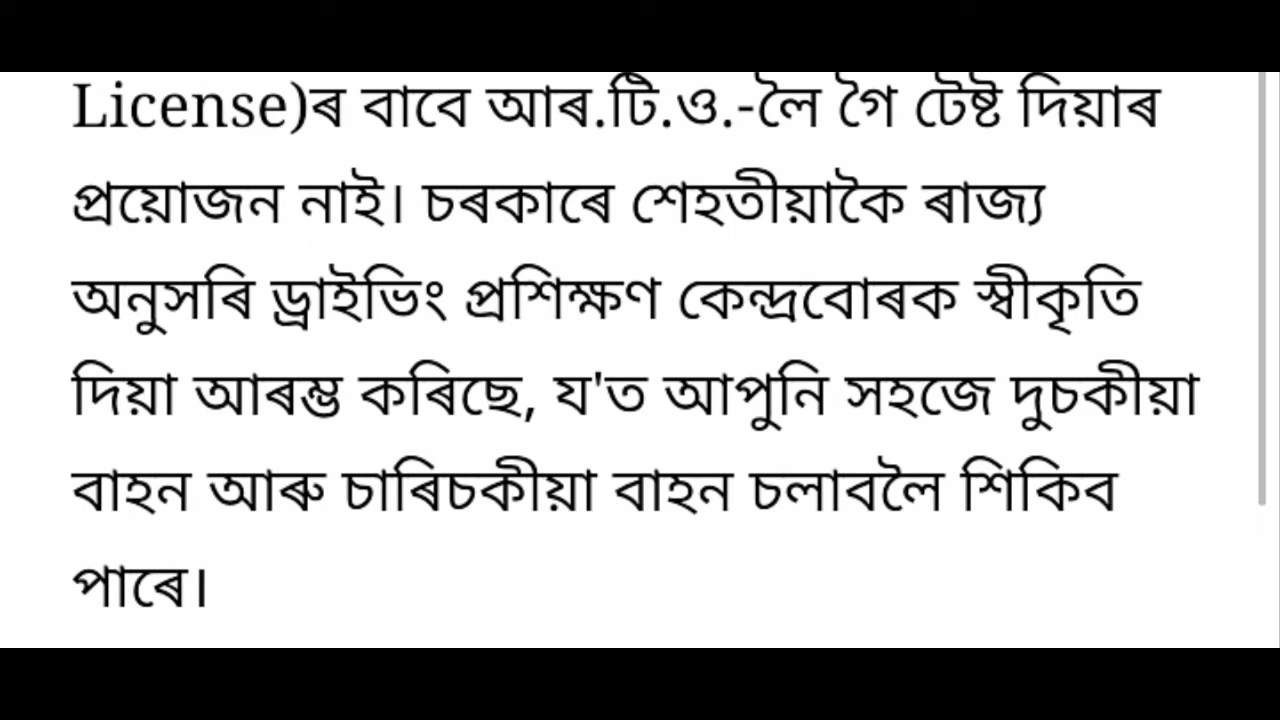 License)ৰ বাবে আৰ.টি.ও.-লৈ গৈ টেষ্ট দিয়াৰ
প্ৰয়োজন নাই। চৰকাৰে শেহতীয়াকৈ ৰাজ্য
অনুসৰি ড্ৰাইভিং প্ৰশিক্ষণ কেন্দ্ৰবোৰক স্বীকৃতি
দিয়া আৰম্ভ কৰিছে, য'ত আপুনি সহজে দুচকীয়া
বাহন আৰু চাৰিচকীয়া বাহন চলাবলৈ শিকিব
পাৰে।